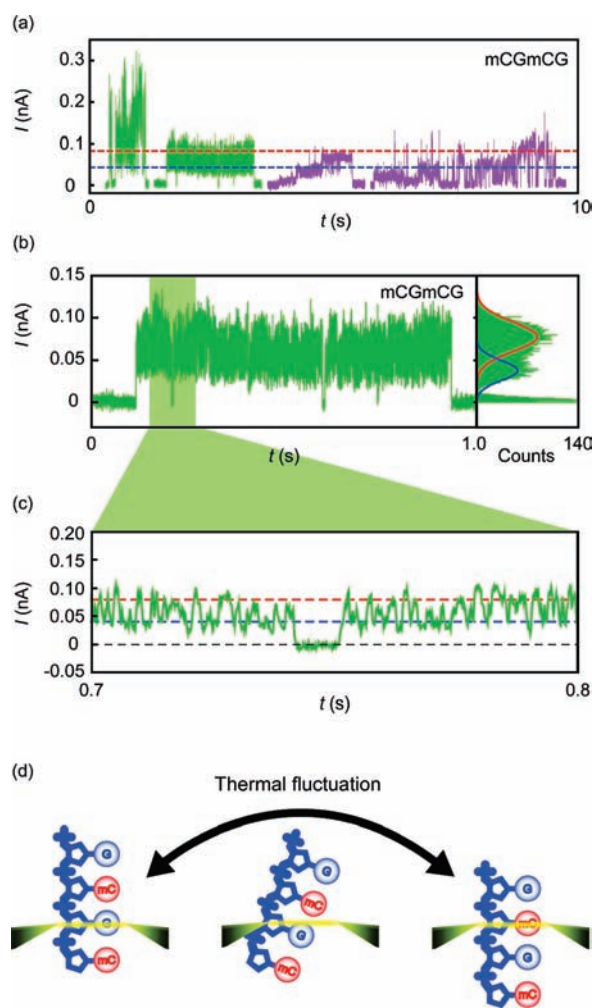 (a)
mCGmCG
I (nA)
0.3
0.2
0.1
0
0
10
t (s)
(b)
mCGmCG
I (nA)
0.15
0.10
0.05
0
0
1.0
140
t (s)
Counts
(c)
I (nA)
0.20
0.15
0.10
0.05
0
-0.05
0.7
0.8
t (s)
(d)
Thermal fluctuation
G
mC
G
mC
G
mC
G
mC
G
mC
G
mC